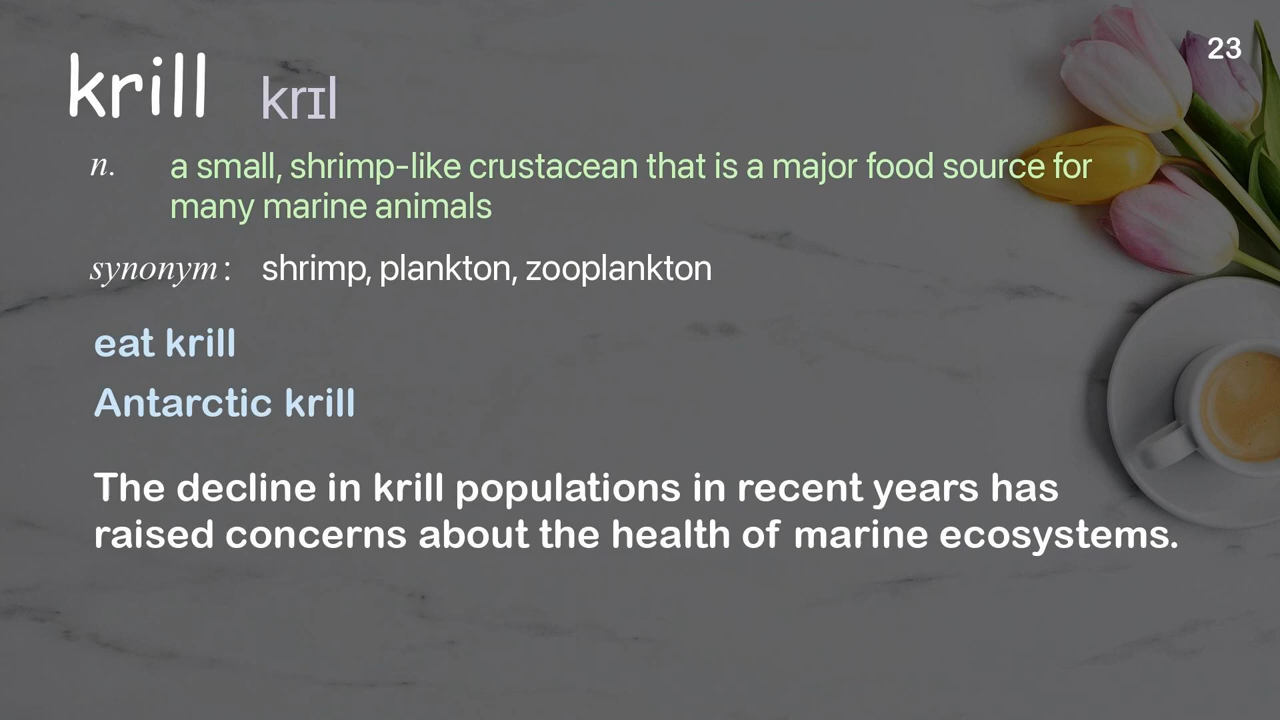 23
krill krɪl
n. a small, shrimp-like crustacean that is a major food source for
many marine animals
synonym: shrimp, plankton, zooplankton
eat krill
Antarctic krill
The decline in krill populations in recent years has
raised concerns about the health of marine ecosystems.